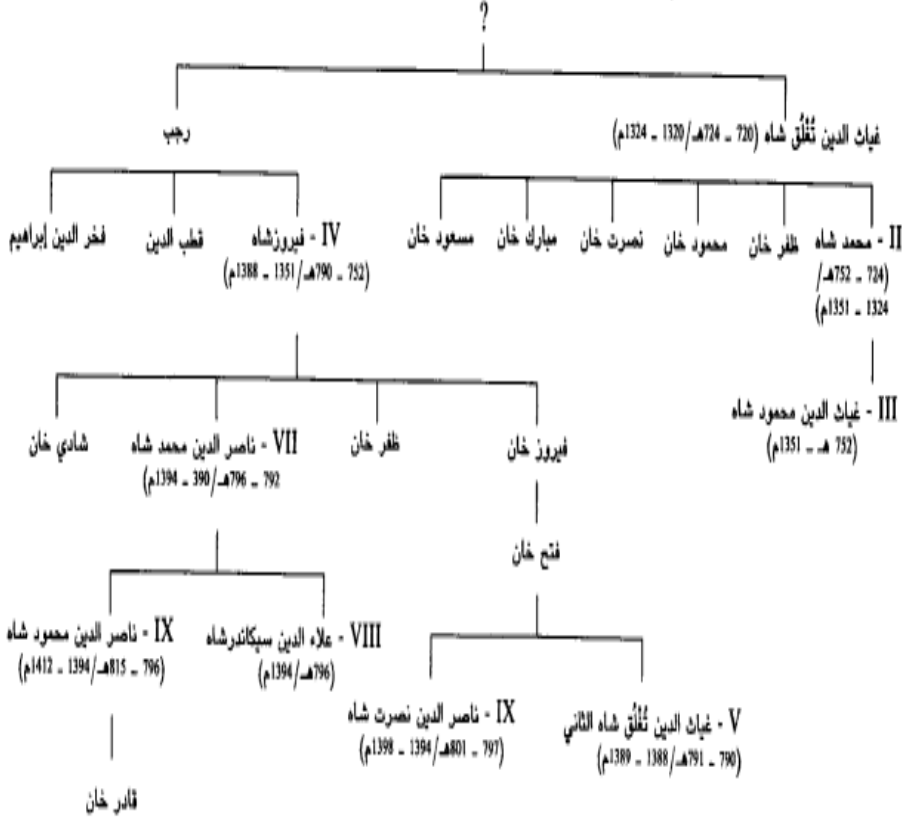 ?
رجب
غياث الدين تُغْلُق شاه (720 - 724هـ/1320 - 1324م)
II - محمد شاه
(724 - 752هـ/
1324 - 1351م)
ظفر خان
محمود خان
نصرت خان
مبارك خان
مسعود خان
IV - فيروزشاه
(752 - 790هـ/1351 - 1388م)
قطب الدين
فخر الدين إبراهيم
III - غياث الدين محمود شاه
(752 هـ - 1351م)
فيروز خان
ظفر خان
VII - ناصر الدين محمد شاه
792 - 796هـ/390 - 1394م)
شادي خان
فتح خان
VIII - علاء الدين سيكاندرشاه
(796هـ/1394م)
IX - ناصر الدين محمود شاه
(796 - 815هـ/1394 - 1412م)
V - غياث الدين تُغْلُق شاه الثاني
(790 - 791هـ/1388 - 1389م)
IX - ناصر الدين نصرت شاه
(797 - 801هـ/1394 - 1398م)
قادر خان